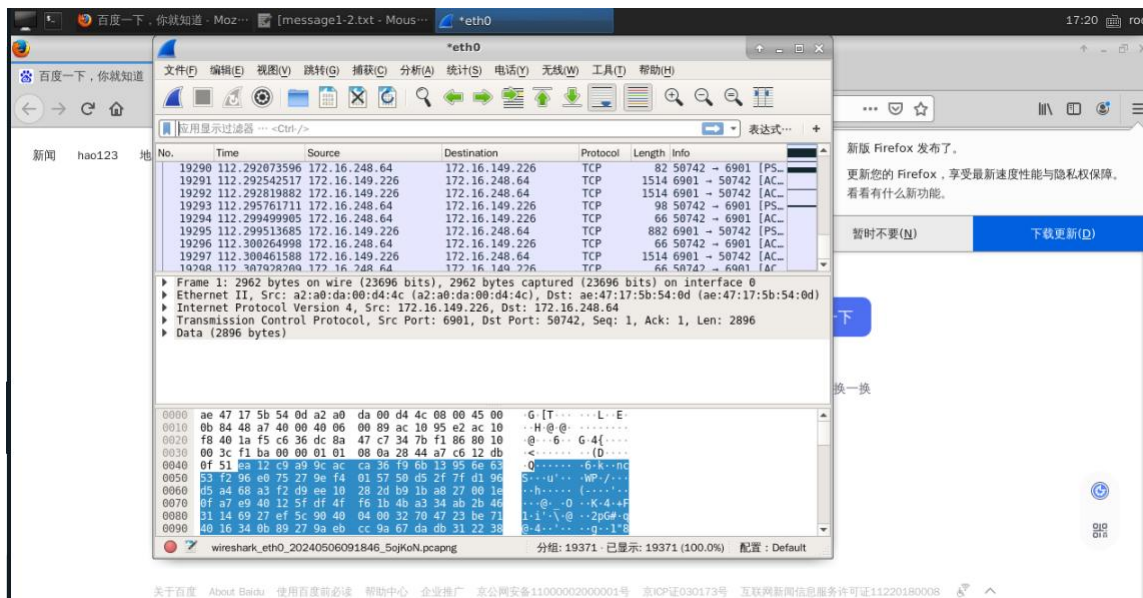 百度一下，你就知道 - Moz… [message1-2.txt - Mous… *eth0 17:20
*eth0
文件(F) 编辑(E) 视图(V) 跳转(G) 捕获(C) 分析(A) 统计(S) 电话(Y) 无线(W) 工具(T) 帮助(H)
百度一下，你就知道
应用显示过滤器 … <Ctrl-/> 表达式… +
新闻 hao123 地
No. Time Source Destination Protocol Length Info
19290 112.292073596 172.16.248.64 172.16.149.226 TCP 82 50742 → 6901 [PS…
19291 112.292542517 172.16.149.226 172.16.248.64 TCP 1514 6901 → 50742 [AC…
19292 112.292819882 172.16.149.226 172.16.248.64 TCP 1514 6901 → 50742 [AC…
19293 112.295761711 172.16.248.64 172.16.149.226 TCP 98 50742 → 6901 [PS…
19294 112.299499905 172.16.248.64 172.16.149.226 TCP 66 50742 → 6901 [AC…
19295 112.299513685 172.16.149.226 172.16.248.64 TCP 882 6901 → 50742 [PS…
19296 112.300264998 172.16.248.64 172.16.149.226 TCP 66 50742 → 6901 [AC…
19297 112.300461588 172.16.149.226 172.16.248.64 TCP 1514 6901 → 50742 [AC…
19298 112.307928209 172.16.248.64 172.16.149.226 TCP 66 50742 → 6901 [AC
新版 Firefox 发布了。
更新您的 Firefox，享受最新速度性能与隐私权保障。
看看有什么新功能。
暂时不要(N) 下载更新(D)
Frame 1: 2962 bytes on wire (23696 bits), 2962 bytes captured (23696 bits) on interface 0
Ethernet II, Src: a2:a0:da:00:d4:4c (a2:a0:da:00:d4:4c), Dst: ae:47:17:5b:54:0d (ae:47:17:5b:54:0d)
Internet Protocol Version 4, Src: 172.16.149.226, Dst: 172.16.248.64
Transmission Control Protocol, Src Port: 6901, Dst Port: 50742, Seq: 1, Ack: 1, Len: 2896
Data (2896 bytes)
下
换一换
0000 ae 47 17 5b 54 0d a2 a0 da 00 d4 4c 08 00 45 00 ·G·[T··· ···L··E·
0010 0b 84 48 a7 40 00 40 06 00 89 ac 10 95 e2 ac 10 ··H·@·@· ········
0020 f8 40 1a f5 c6 36 dc 8a 47 c7 34 7b f1 86 80 10 ·@···6·· G·4{····
0030 00 3c f1 ba 00 00 01 01 08 0a 28 44 a7 c6 12 db ·<······ ··(D····
0040 0f 51 ea 12 c9 a9 9c ac ca 36 f9 6b 13 95 6e 63 ·Q······ ·6·k··nc
0050 53 f2 96 e0 75 27 9e f4 01 57 50 d5 2f 7f d1 96 S···u'·· ·WP·/···
0060 d5 a4 68 a3 f2 d9 ee 10 28 2d b9 1b a8 27 00 1e ··h····· (-···'··
0070 0f a7 e9 40 12 5f df 4f f6 1b 4b a3 34 ab 2b 46 ···@·_·O ··K·4·+F
0080 31 14 69 27 ef 5c 90 40 04 00 32 70 47 23 be 71 1·i'·\·@ ··2pG#·q
0090 40 16 34 0b 89 27 9a eb cc 9a 67 da db 31 22 38 @·4··'·· ··g··1"8
wireshark_eth0_20240506091846_5ojKoN.pcapng 分组: 19371 · 已显示: 19371 (100.0%) 配置：Default
关于百度 About Baidu 使用百度前必读 帮助中心 企业推广 京公网安备11000002000001号 京ICP证030173号 互联网新闻信息服务许可证11220180008